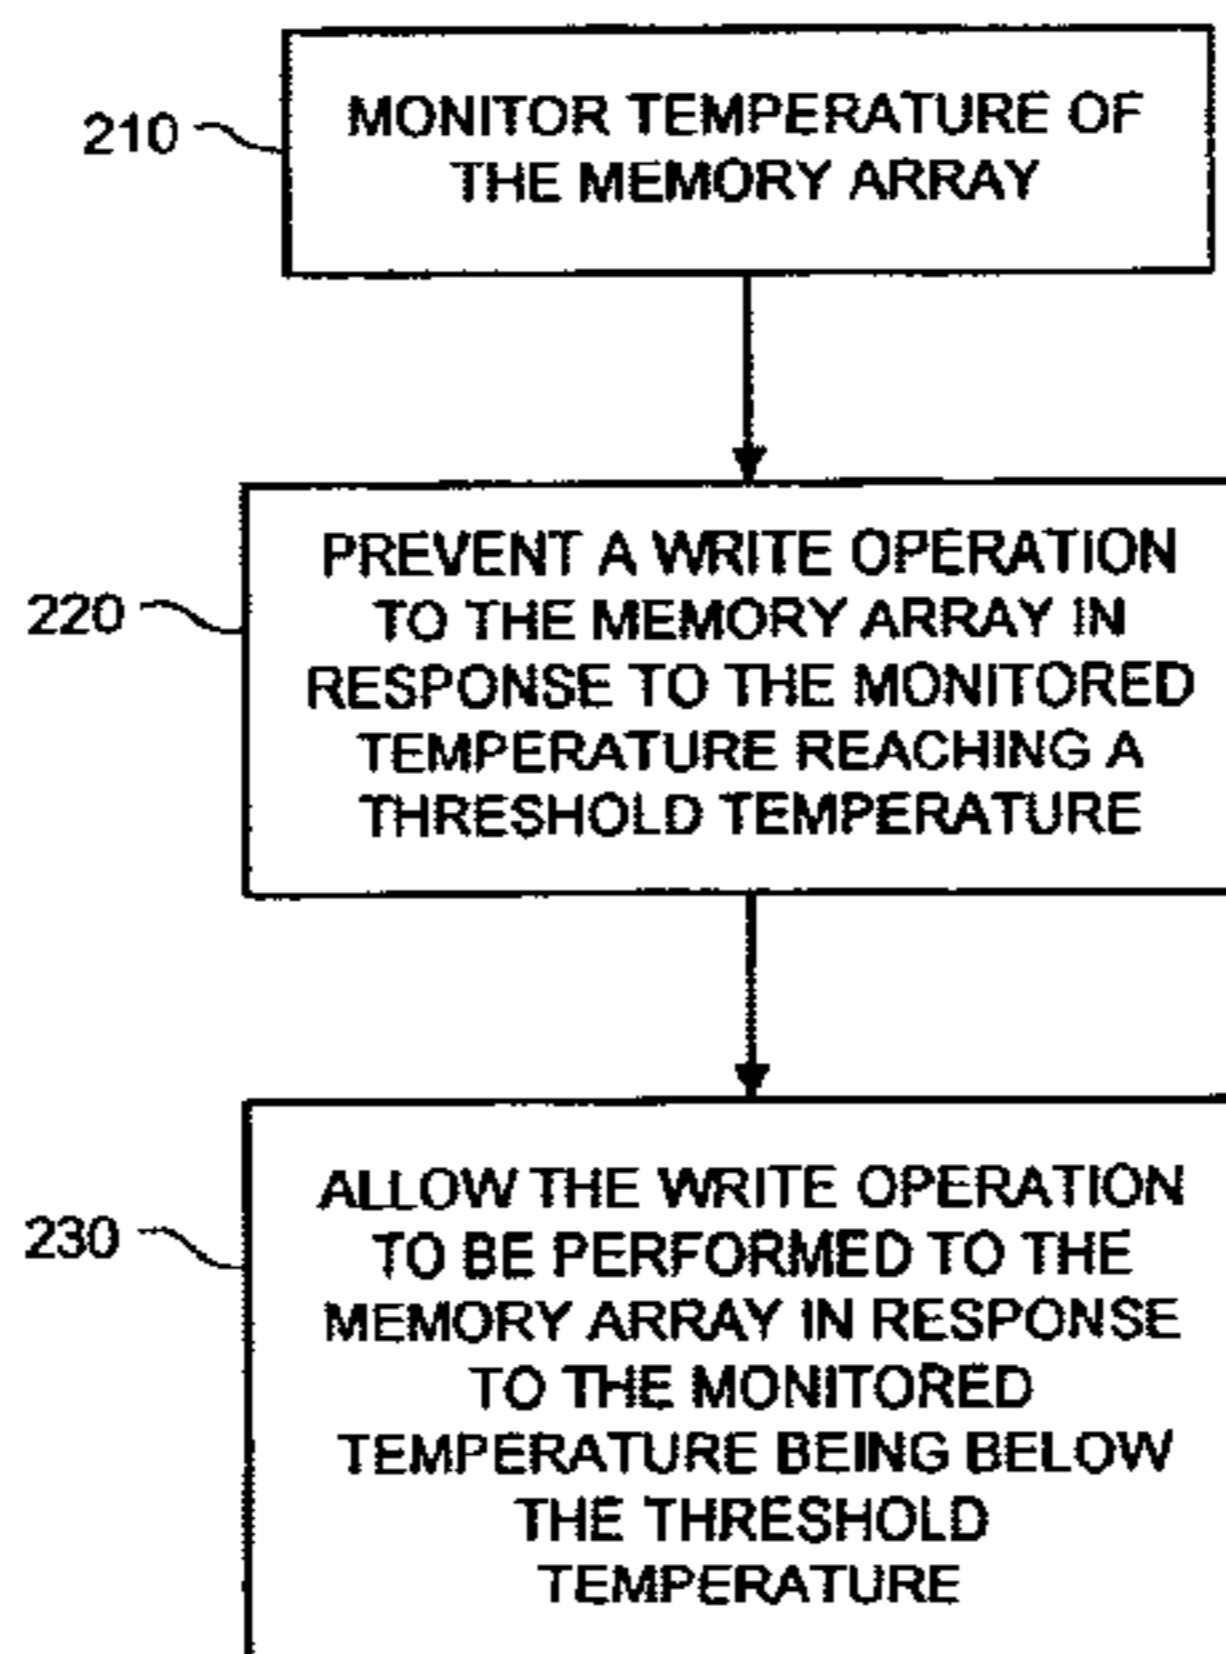 210
MONITOR TEMPERATURE OF
THE MEMORY ARRAY
220
PREVENT A WRITE OPERATION
TO THE MEMORY ARRAY IN
RESPONSE TO THE MONITORED
TEMPERATURE REACHING A
THRESHOLD TEMPERATURE
230
ALLOW THE WRITE OPERATION
TO BE PERFORMED TO THE
MEMORY ARRAY IN RESPONSE
TO THE MONITORED
TEMPERATURE BEING BELOW
THE THRESHOLD
TEMPERATURE